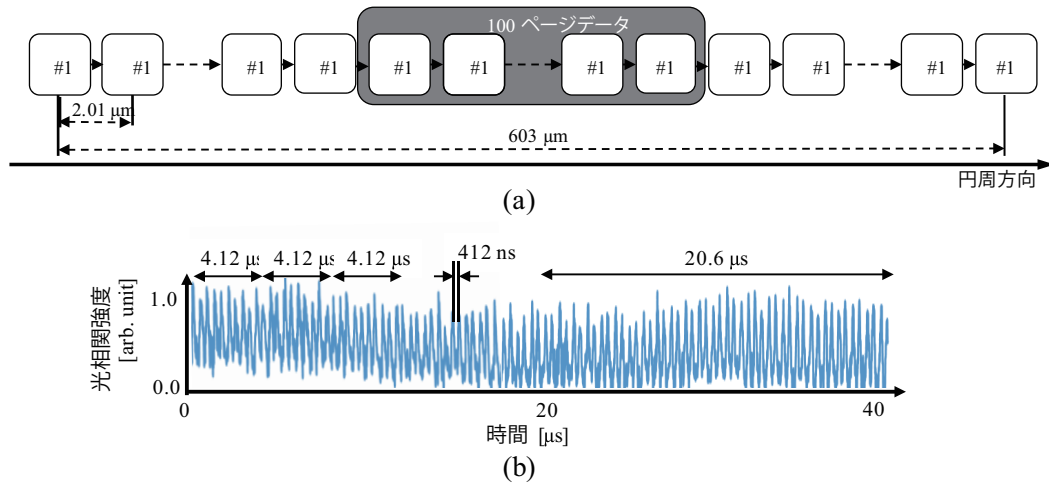 100 ページデータ
#1 #1 #1 #1 #1 #1 #1 #1 #1 #1 #1 #1
2.01 μm
603 μm
円周方向
(a)
4.12 μs 4.12 μs 4.12 μs 412 ns 20.6 μs
光相関強度
[arb. unit]
1.0
0.0
0 20 40
時間 [μs]
(b)